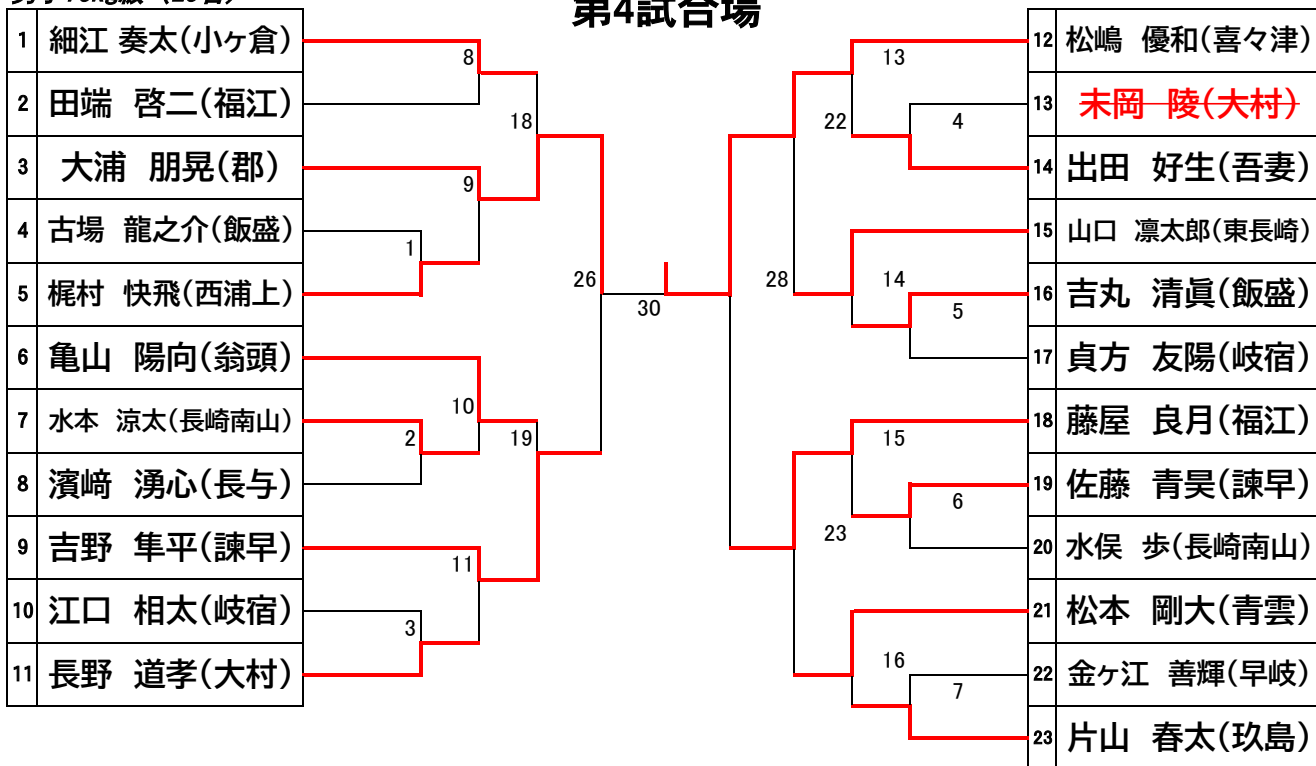 第4試合場
1 細江 奏太(小ヶ倉)
2 田端 啓二(福江)
3 大浦 朋晃(郡)
4 古場 龍之介(飯盛)
5 梶村 快飛(西浦上)
6 亀山 陽向(翁頭)
7 水本 涼太(長崎南山)
8 濵﨑 湧心(長与)
9 吉野 隼平(諫早)
10 江口 相太(岐宿)
11 長野 道孝(大村)
8
18
9
1
26
10
2
19
11
3
30
13
22
4
28
14
5
15
6
23
16
7
12 松嶋 優和(喜々津)
13 末岡 陵(大村)
14 出田 好生(吾妻)
15 山口 凛太郎(東長崎)
16 吉丸 清眞(飯盛)
17 貞方 友陽(岐宿)
18 藤屋 良月(福江)
19 佐藤 青昊(諫早)
20 水俣 歩(長崎南山)
21 松本 剛大(青雲)
22 金ヶ江 善輝(早岐)
23 片山 春太(玖島)